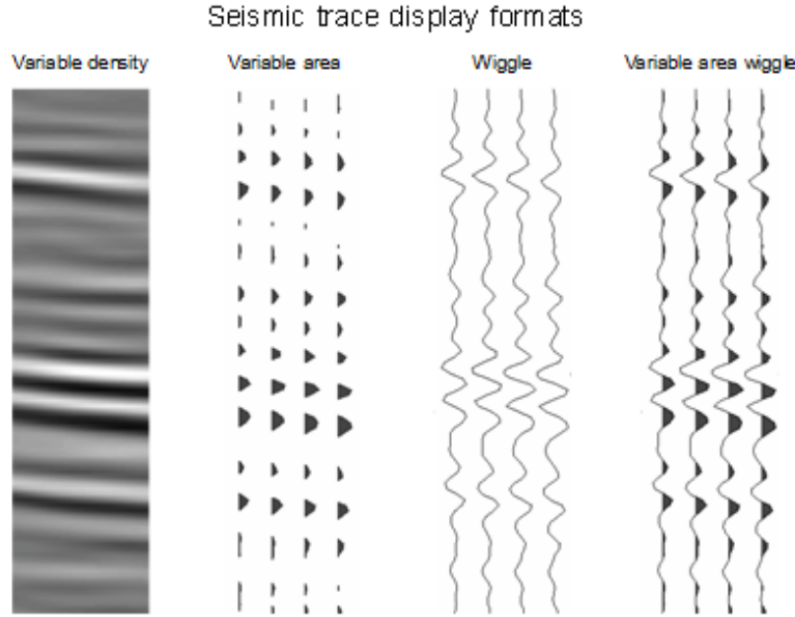 Seismic trace display formats
Variable density
Variable area
Wiggle
Variable area wiggle